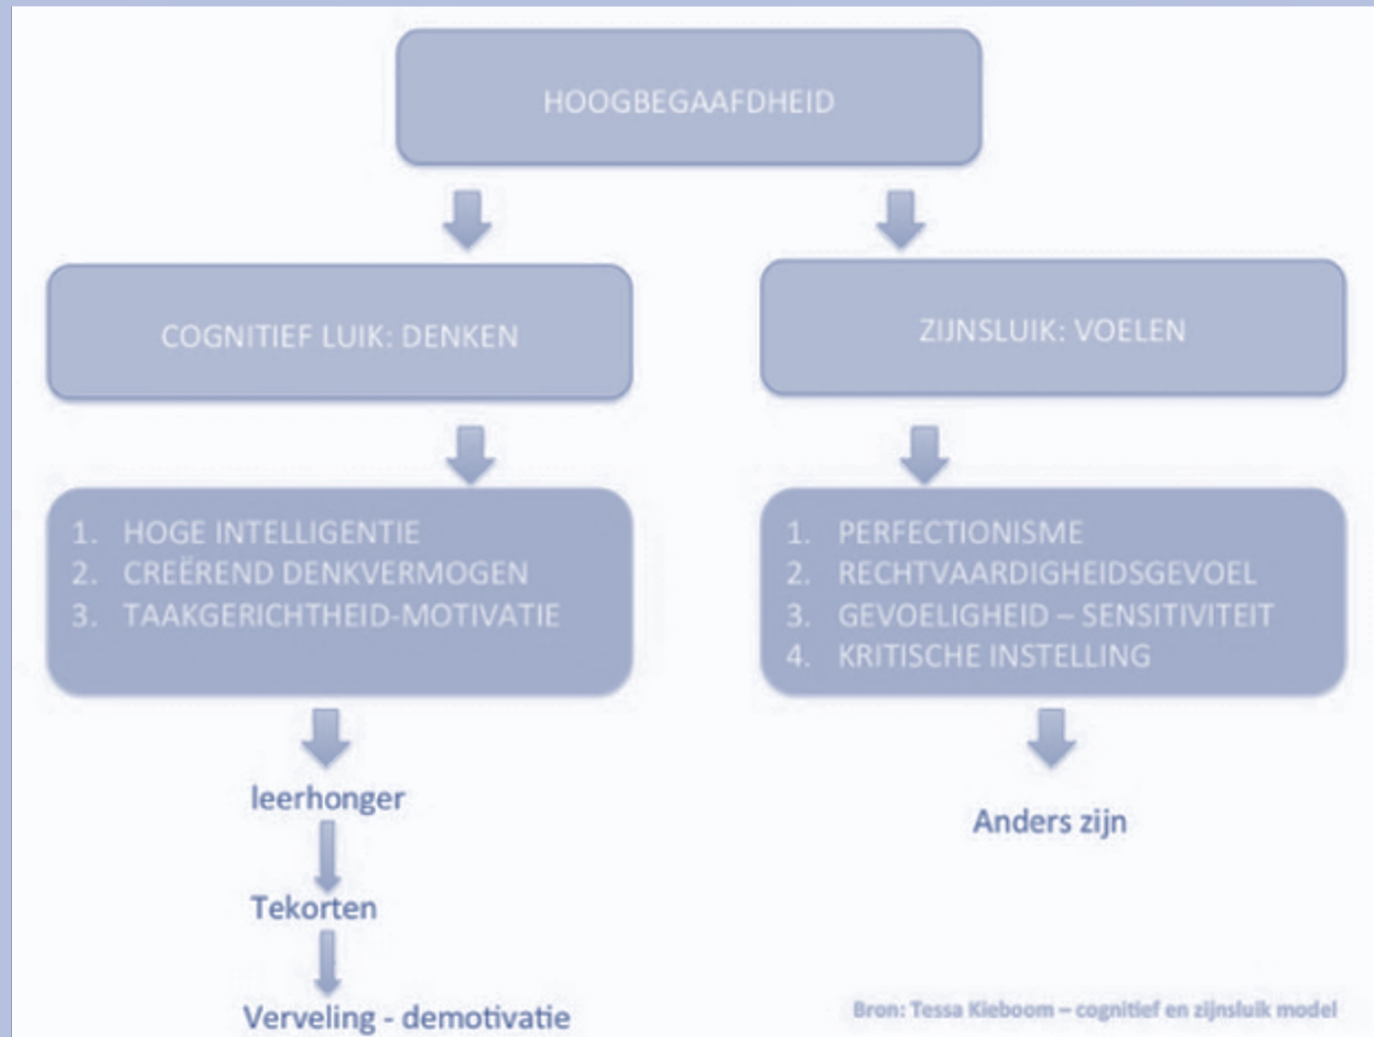 HOOGBEGAAFDHEID
COGNITIEF LUIK: DENKEN
ZIJNSLUIK: VOELEN
1. HOGE INTELLIGENTIE
2. CREËREND DENKVERMOGEN
3. TAAKGERICHTHEID-MOTIVATIE
1. PERFECTIONISME
2. RECHTVAARDIGHEIDSGEVOEL
3. GEVOELIGHEID – SENSITIVITEIT
4. KRITISCHE INSTELLING
leerhonger
Tekorten
Verveling - demotivatie
Anders zijn
Bron: Tessa Kieboom – cognitief en zijnsluik model